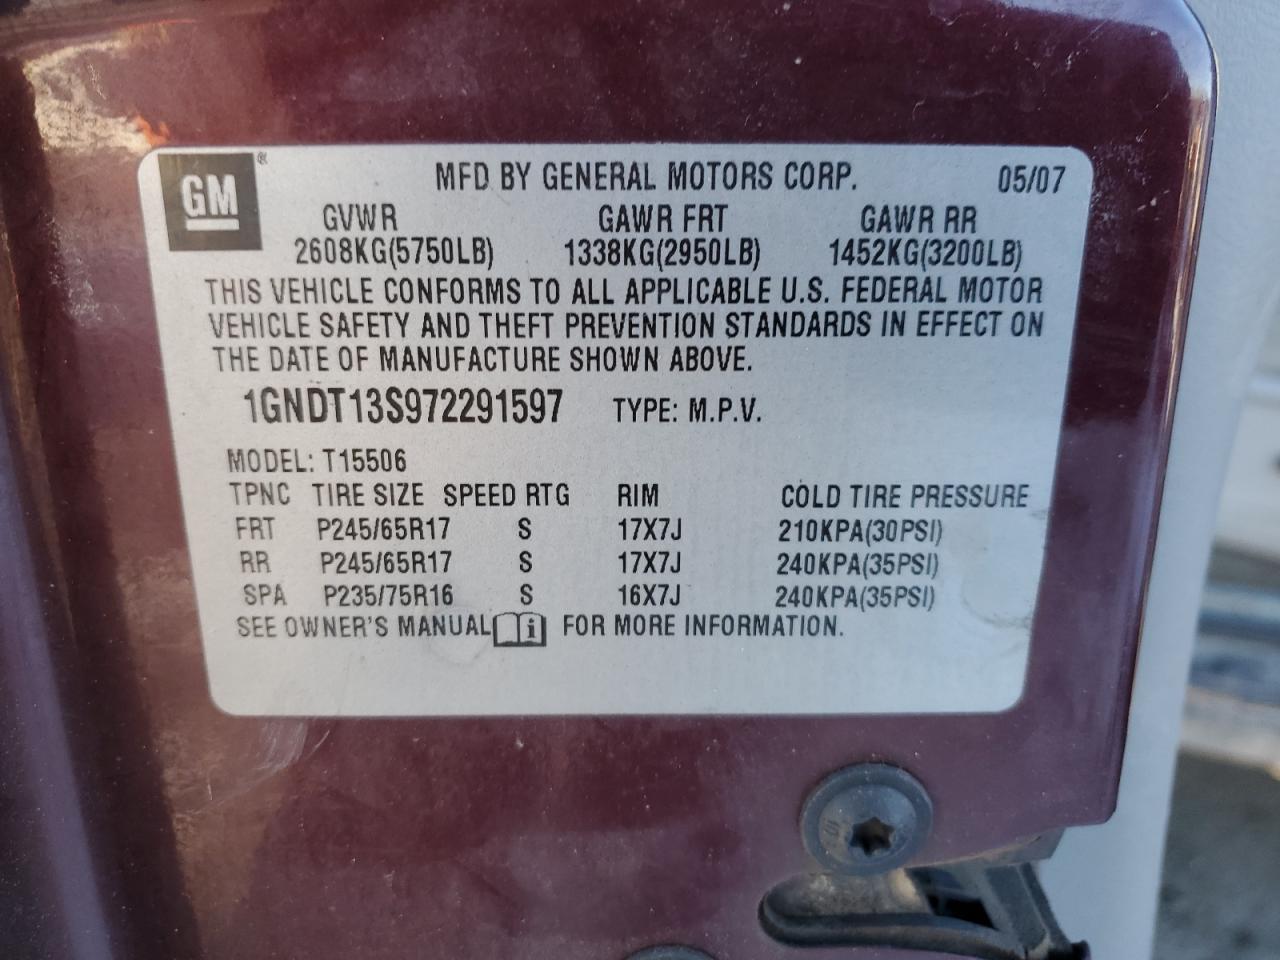 GM® MFD BY GENERAL MOTORS CORP. 05/07
GVWR GAWR FRT GAWR RR
2608KG(5750LB) 1338KG(2950LB) 1452KG(3200LB)
THIS VEHICLE CONFORMS TO ALL APPLICABLE U.S. FEDERAL MOTOR
VEHICLE SAFETY AND THEFT PREVENTION STANDARDS IN EFFECT ON
THE DATE OF MANUFACTURE SHOWN ABOVE.
1GNDT13S972291597 TYPE: M.P.V.
MODEL: T15506
TPNC TIRE SIZE SPEED RTG RIM COLD TIRE PRESSURE
FRT P245/65R17 S 17X7J 210KPA(30PSI)
RR P245/65R17 S 17X7J 240KPA(35PSI)
SPA P235/75R16 S 16X7J 240KPA(35PSI)
SEE OWNER'S MANUAL i FOR MORE INFORMATION.
10